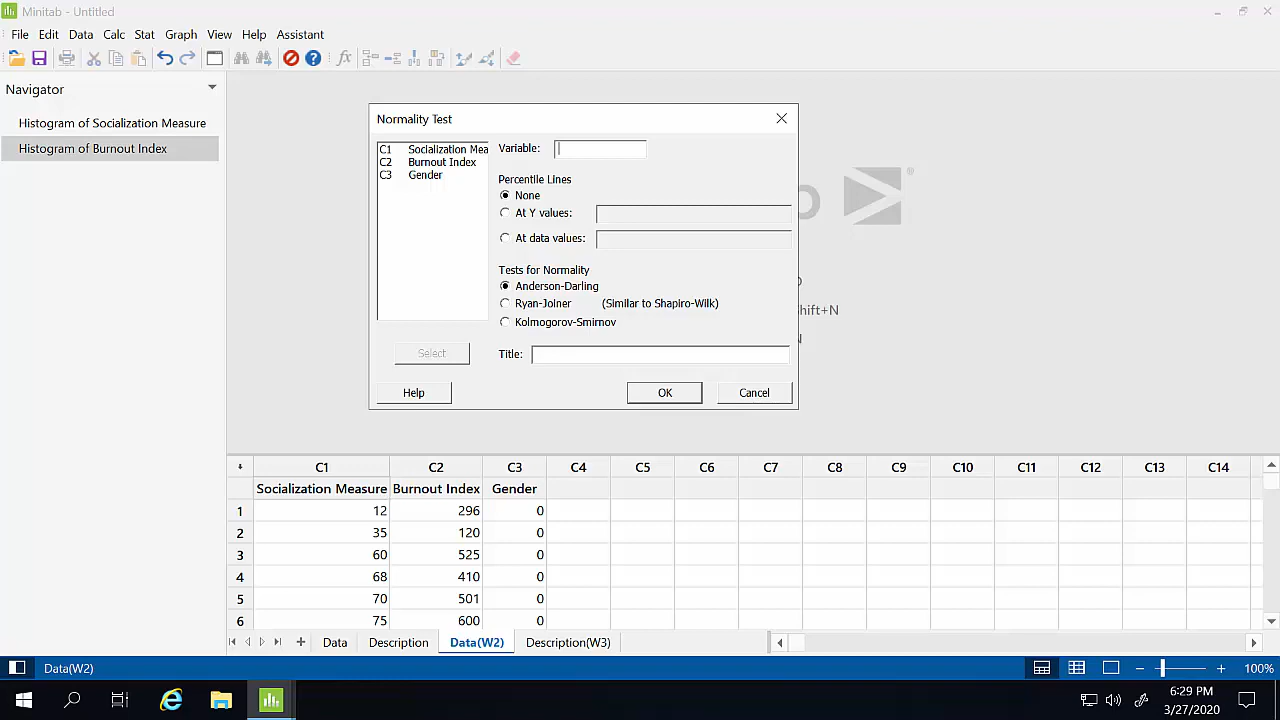 Minitab - Untitled
File Edit Data Calc Stat Graph View Help Assistant
Navigator
Histogram of Socialization Measure
Histogram of Burnout Index
Normality Test
C1 Socialization Mea
C2 Burnout Index
C3 Gender
Variable:
Percentile Lines
None
At Y values:
At data values:
Tests for Normality
Anderson-Darling
Ryan-Joiner (Similar to Shapiro-Wilk)
Kolmogorov-Smirnov
Select
Title:
Help OK Cancel
hift+N
C1 C2 C3 C4 C5 C6 C7 C8 C9 C10 C11 C12 C13 C14
Socialization Measure Burnout Index Gender
1 12 296 0
2 35 120 0
3 60 525 0
4 68 410 0
5 70 501 0
6 75 600 0
Data Description Data(W2) Description(W3)
Data(W2) 100%
6:29 PM
3/27/2020